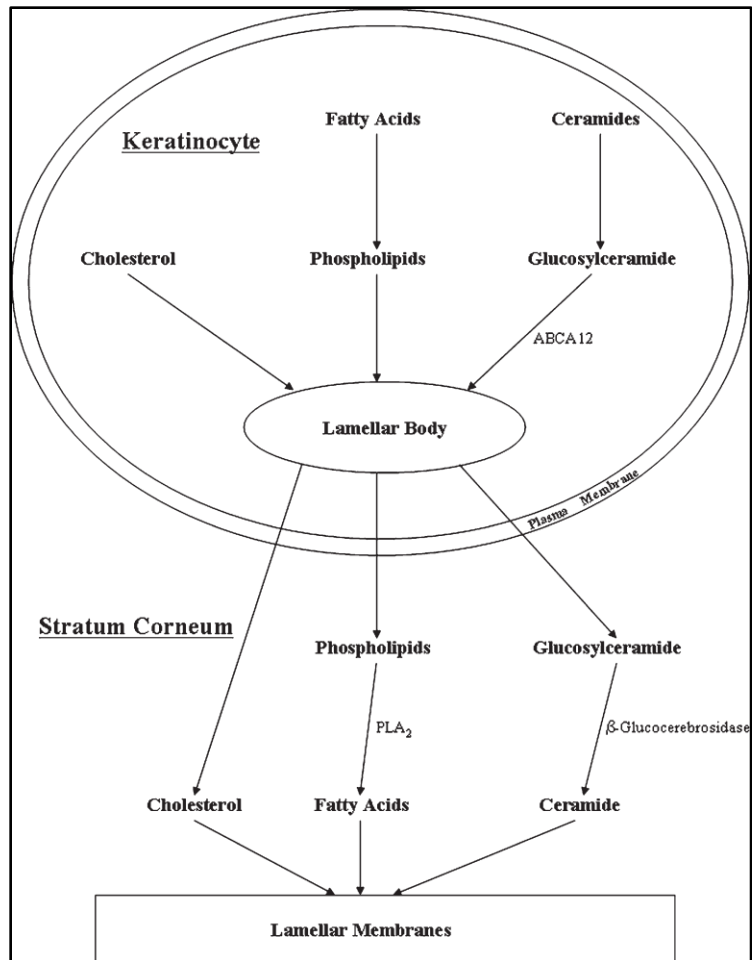 Fatty Acids
Ceramides
Keratinocyte
Cholesterol
Phospholipids
Glucosylceramide
ABCA12
Lamellar Body
Plasma Membrane
Stratum Corneum
Phospholipids
Glucosylceramide
PLA₂
β-Glucocerebrosidase
Cholesterol
Fatty Acids
Ceramide
Lamellar Membranes